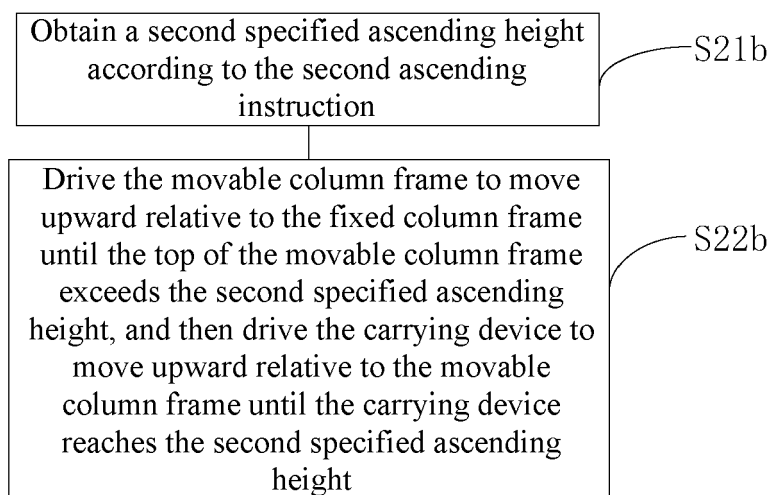 Obtain a second specified ascending height
according to the second ascending
instruction
S21b
Drive the movable column frame to move
upward relative to the fixed column frame
until the top of the movable column frame
exceeds the second specified ascending
height, and then drive the carrying device to
move upward relative to the movable
column frame until the carrying device
reaches the second specified ascending
height
S22b